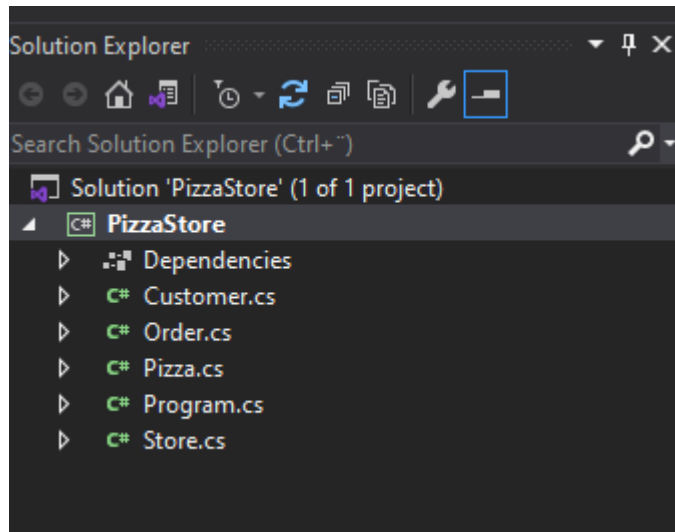 Solution Explorer
Search Solution Explorer (Ctrl+¨)
Solution 'PizzaStore' (1 of 1 project)
C# PizzaStore
Dependencies
C# Customer.cs
C# Order.cs
C# Pizza.cs
C# Program.cs
C# Store.cs